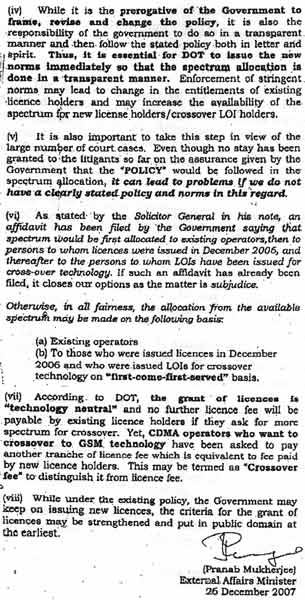 (iv) While it is the prerogative of the Government to
frame, revise and change the policy, it is also the
responsibility of the government to do so in a transparent
manner and then follow the stated policy both in letter and
spirit. Thus, it is essential for DOT to issue the new
norms immediately so that the spectrum allocation is
done in a transparent manner. Enforcement of stringent
norms may lead to change in the entitlements of existing
licence holders and may increase the availability of the
spectrum for new license holders/crossover LOI holders.
(v) It is also important to take this step in view of the
large number of court cases. Even though no stay has been
granted to the litigants so far on the assurance given by the
Government that the "POLICY" would be followed in the
spectrum allocation, it can lead to problems if we do not
have a clearly stated policy and norms in this regard.
(vi) As stated by the Solicitor General in his note, an
affidavit has been filed by the Government saying that
spectrum would be first allocated to existing operators, then to
persons to whom licences were issued in December 2006, and
thereafter to the persons to whom LOIs have been issued for
cross-over technology. If such an affidavit has already been
filed, it closes our options as the matter is subjudice.
Otherwise, in all fairness, the allocation from the available
spectrum may be made on the following basis:
(a) Existing operators
(b) To those who were issued licences in December
2006 and who were issued LOIs for crossover
technology on "first-come-first-served" basis.
(vii) According to DOT, the grant of licences is
"technology neutral" and no further licence fee will be
payable by existing licence holders if they ask for more
spectrum for crossover. Yet, CDMA operators who want to
crossover to GSM technology have been asked to pay
another tranche of licence fee which is equivalent to fee paid
by new licence holders. This may be termed as "Crossover
fee" to distinguish it from licence fee.
(viii) While under the existing policy, the Government may
keep on issuing new licences, the criteria for the grant of
licences may be strengthened and put in public domain at
the earliest.
(Pranab Mukherjee)
External Affairs Minister
26 December 2007